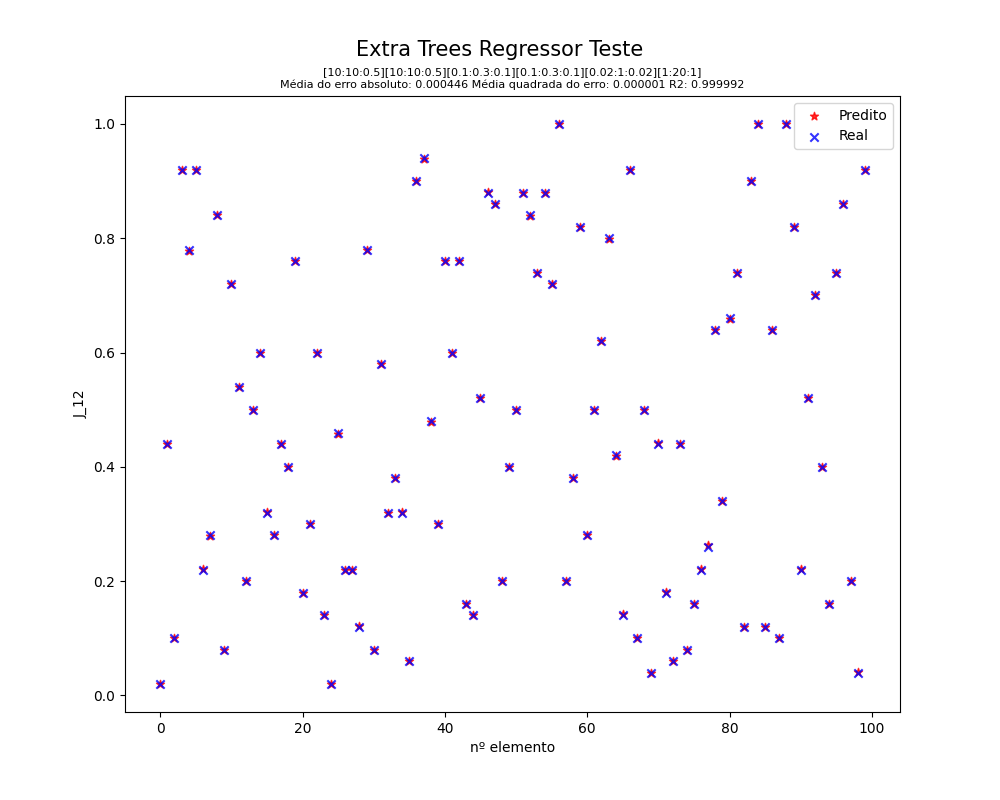 Extra Trees Regressor Teste
[10:10:0.5][10:10:0.5][0.1:0.3:0.1][0.1:0.3:0.1][0.02:1:0.02][1:20:1]
Média do erro absoluto: 0.000446 Média quadrada do erro: 0.000001 R2: 0.999992
Predito
Real
1.0
0.8
0.6
0.4
0.2
0.0
J_12
0 20 40 60 80 100
nº elemento